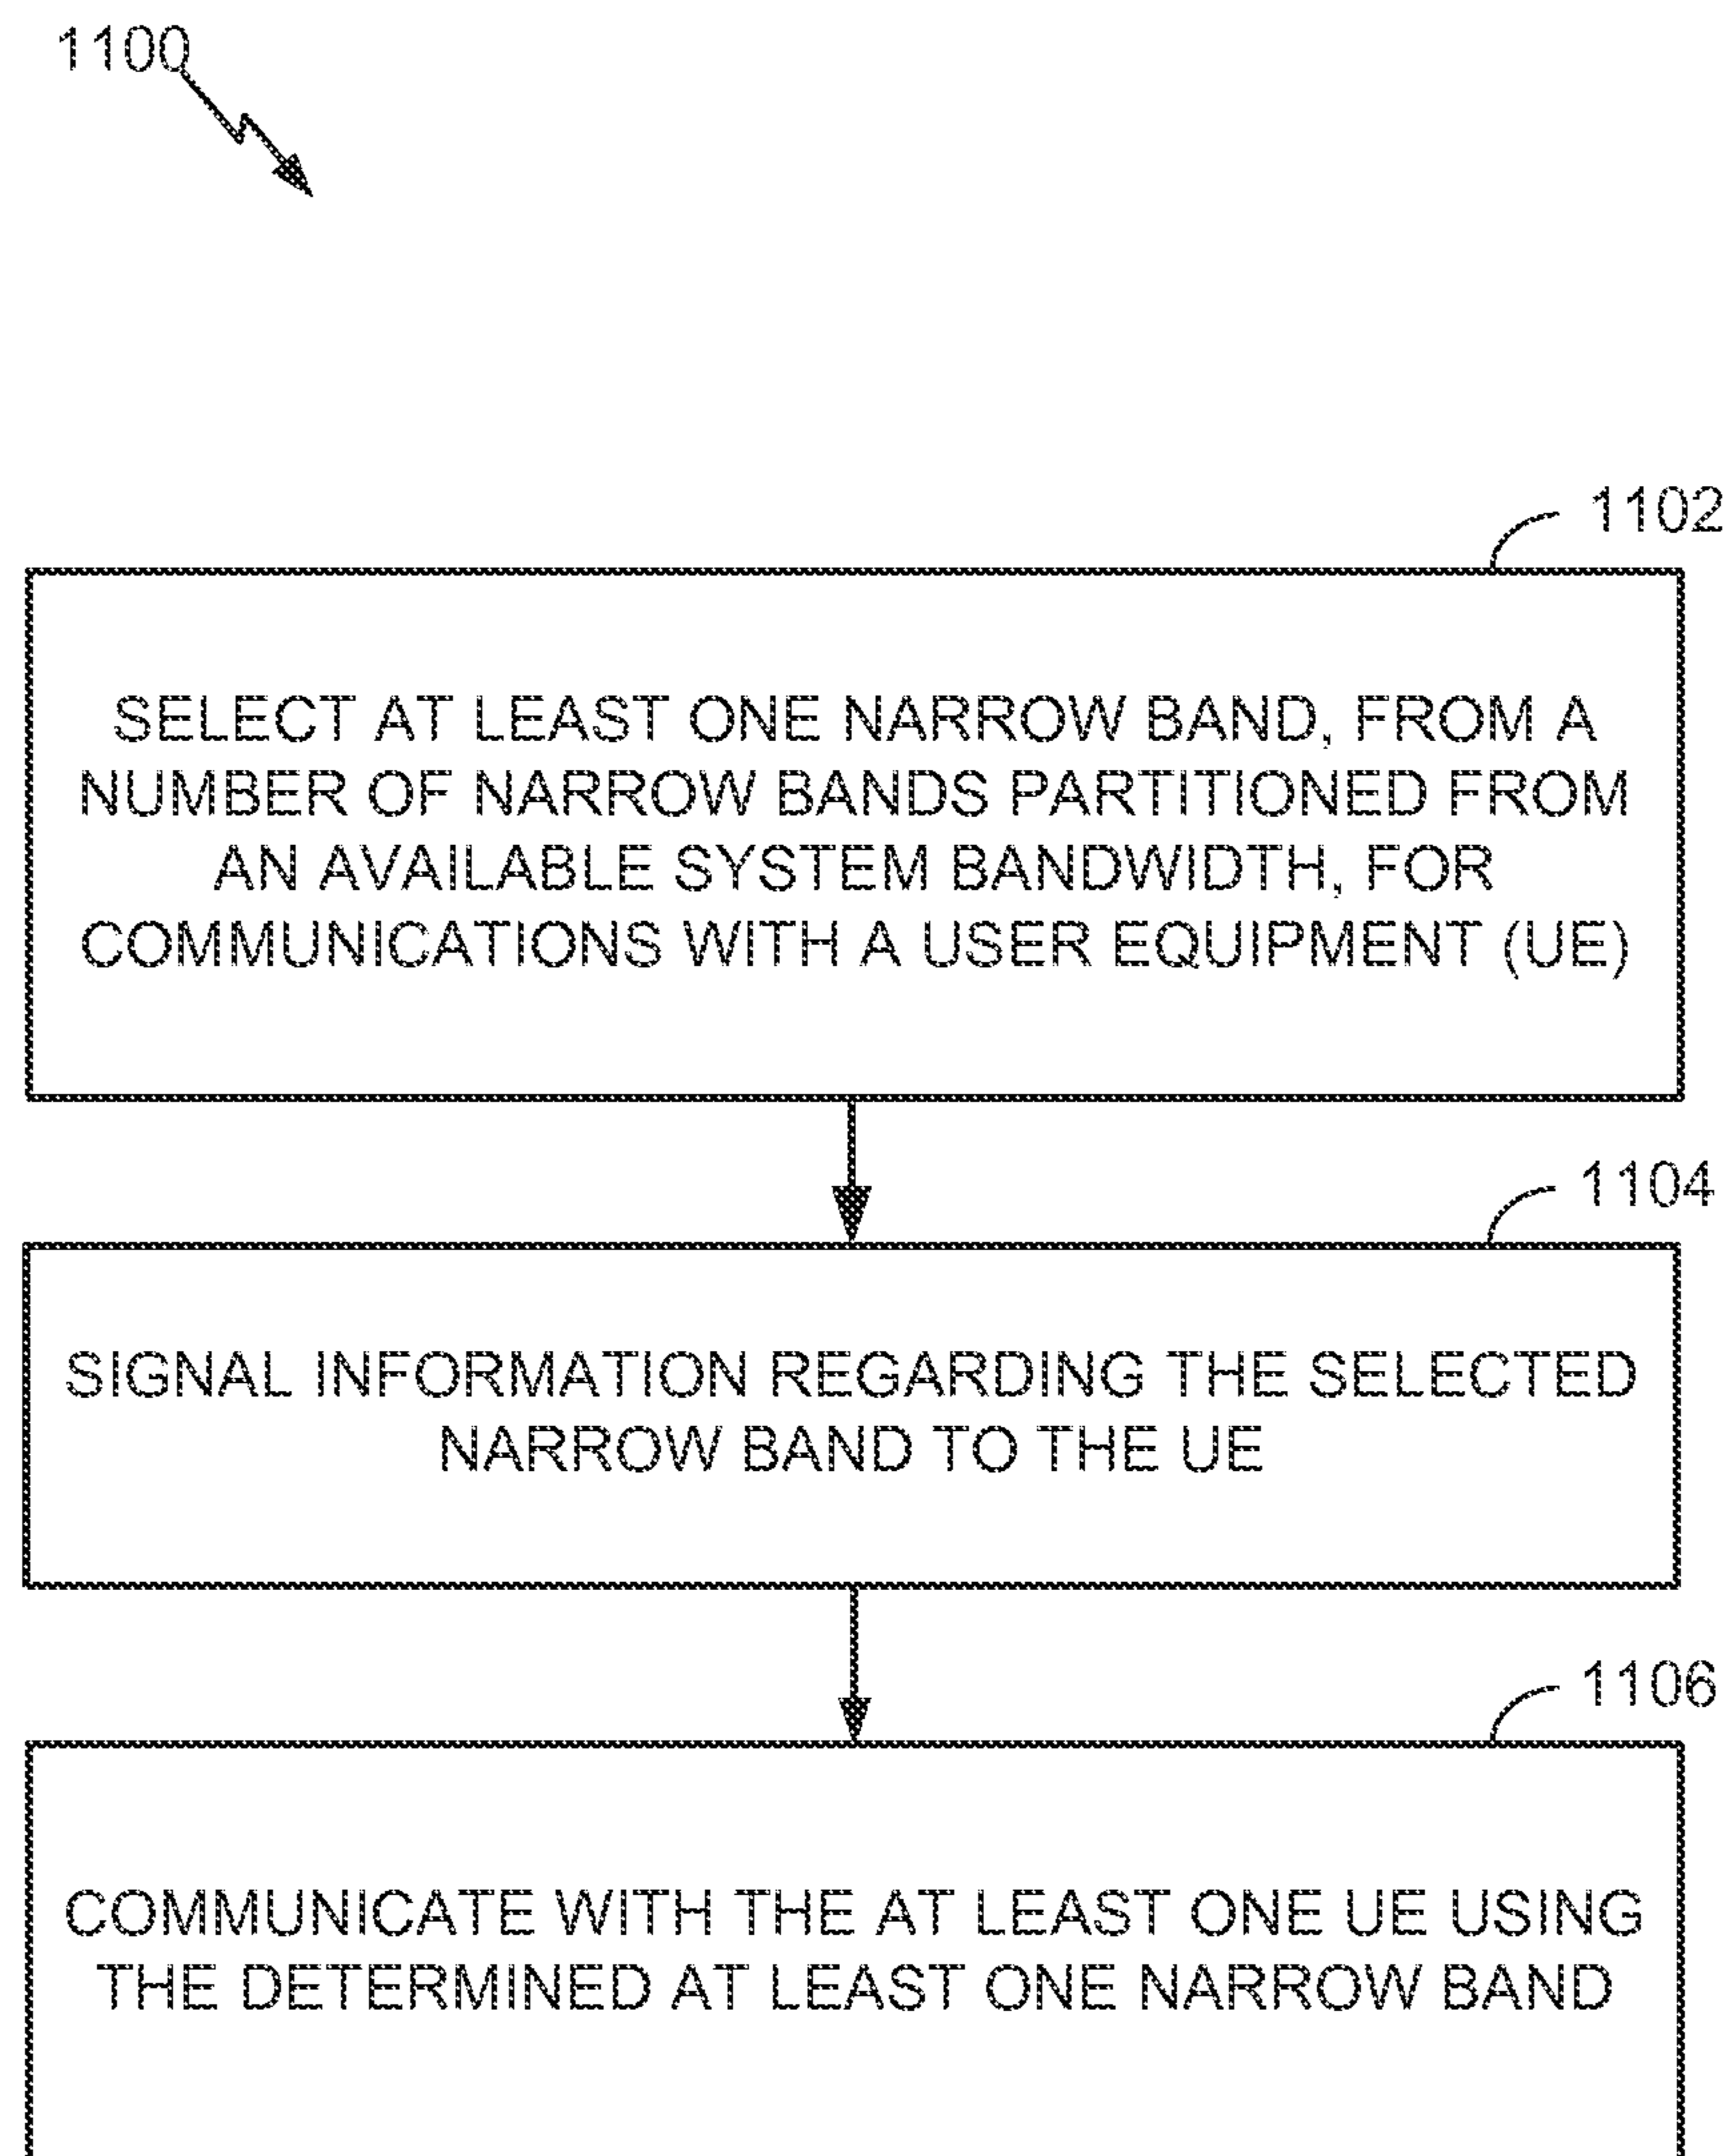 1100
1102
SELECT AT LEAST ONE NARROW BAND, FROM A
NUMBER OF NARROW BANDS PARTITIONED FROM
AN AVAILABLE SYSTEM BANDWIDTH, FOR
COMMUNICATIONS WITH A USER EQUIPMENT (UE)
1104
SIGNAL INFORMATION REGARDING THE SELECTED
NARROW BAND TO THE UE
1106
COMMUNICATE WITH THE AT LEAST ONE UE USING
THE DETERMINED AT LEAST ONE NARROW BAND